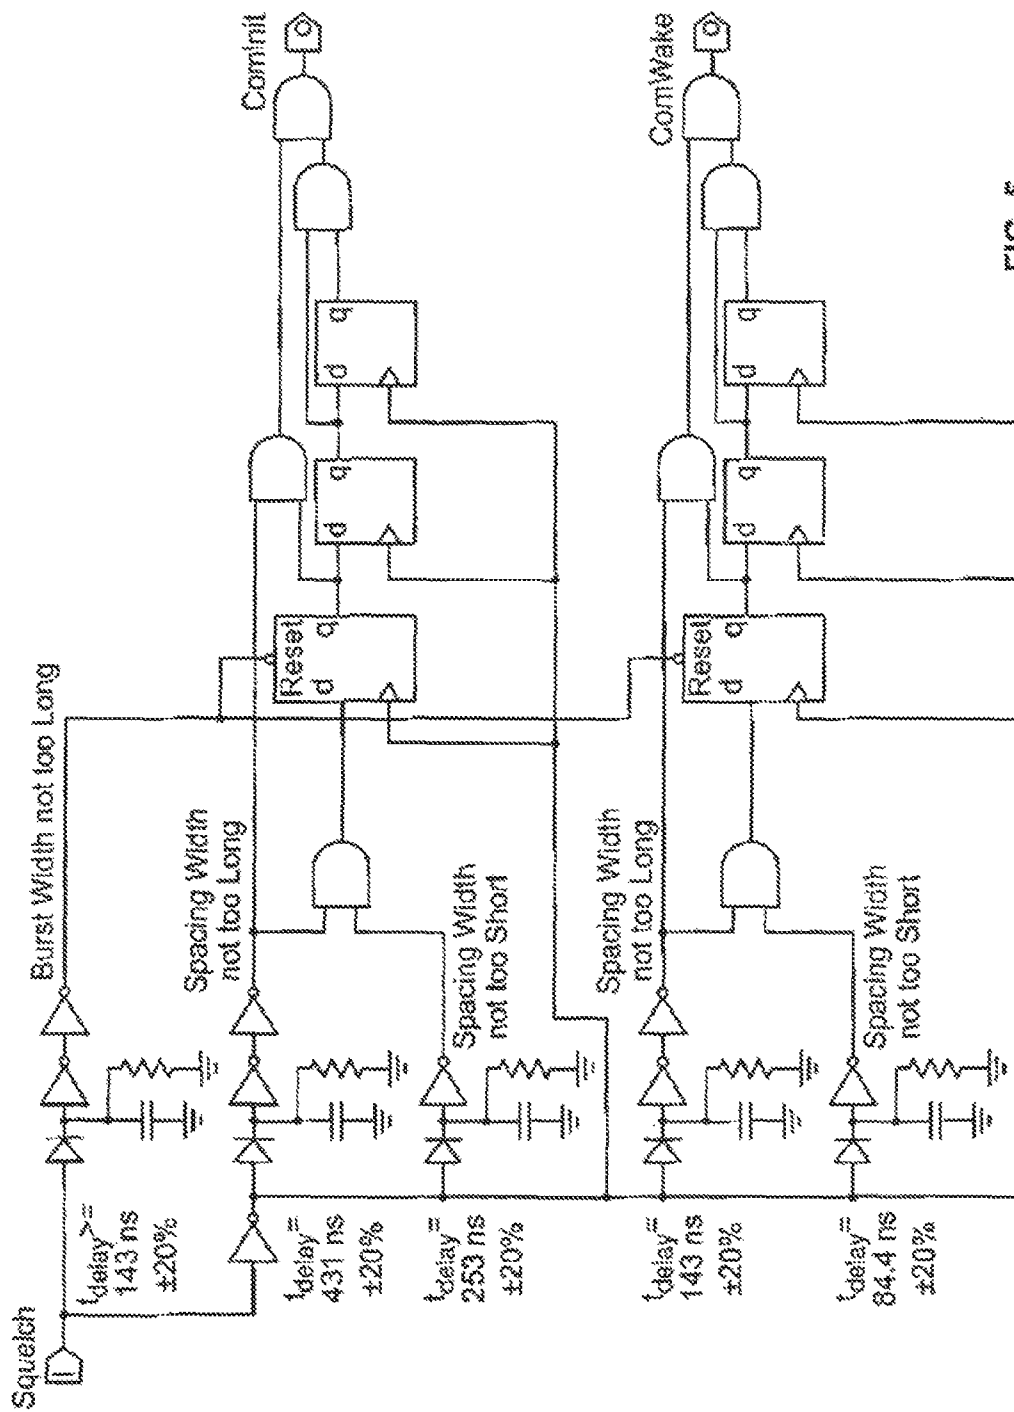 Squelch
I
tdelay>=
143 ns
±20%
Burst Width not too Long
tdelay=
431 ns
±20%
Spacing Width
not too Long
tdelay=
253 ns
±20%
Spacing Width
not too Short
Reset
d
q
d
q
d
q
ComInit
O
tdelay=
143 ns
±20%
Spacing Width
not too Long
tdelay=
84.4 ns
±20%
Spacing Width
not too Short
Reset
d
q
d
q
d
q
ComWake
O